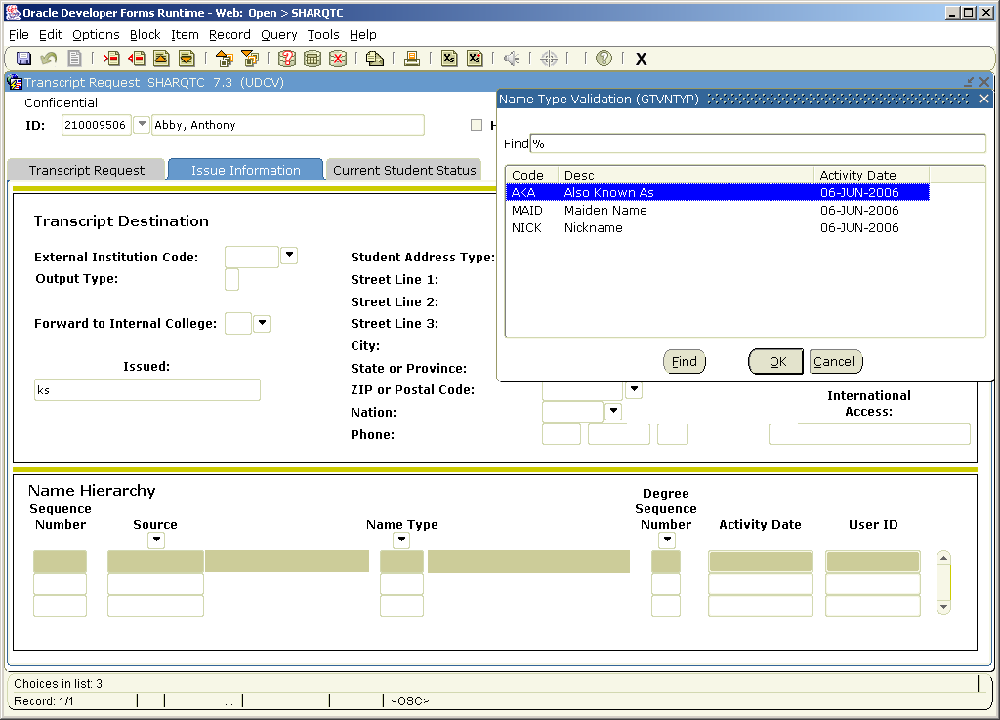 Oracle Developer Forms Runtime - Web: Open > SHARQTC
File Edit Options Block Item Record Query Tools Help
X
Transcript Request SHARQTC 7.3 (UDCV)
Confidential
ID: 210009506 Abby, Anthony
Transcript Request Issue Information Current Student Status
Name Type Validation (GTVNTYP)
Find %
Code Desc Activity Date
AKA Also Known As 06-JUN-2006
MAID Maiden Name 06-JUN-2006
NICK Nickname 06-JUN-2006
Find OK Cancel
Transcript Destination
External Institution Code:
Output Type:
Forward to Internal College:
Issued:
ks
Student Address Type:
Street Line 1:
Street Line 2:
Street Line 3:
City:
State or Province:
ZIP or Postal Code:
Nation:
Phone:
International
Access:
Name Hierarchy
Sequence
Number
Source
Name Type
Degree
Sequence
Number
Activity Date
User ID
Choices in list: 3
Record: 1/1 ... <OSC>